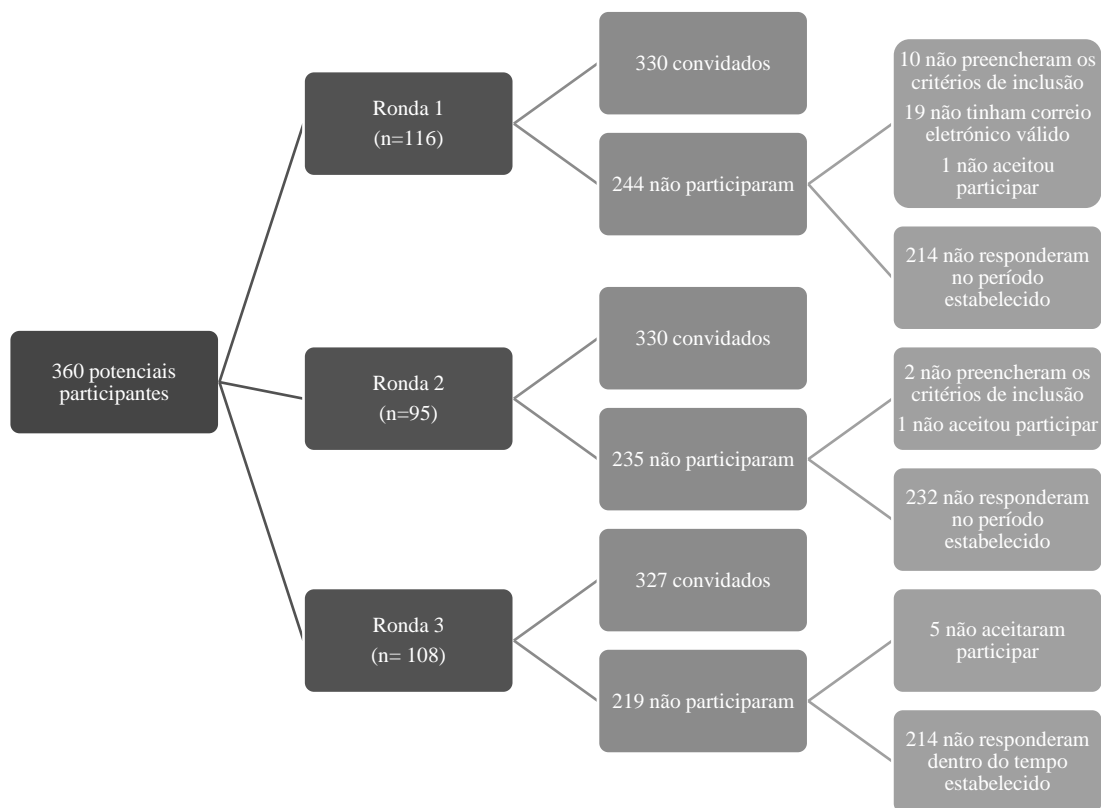 360 potenciais
participantes
Ronda 1
(n=116)
330 convidados
244 não participaram
10 não preencheram os
critérios de inclusão
19 não tinham correio
eletrónico válido
1 não aceitou
participar
214 não responderam
no período
estabelecido
Ronda 2
(n=95)
330 convidados
235 não participaram
2 não preencheram os
critérios de inclusão
1 não aceitou participar
232 não responderam
no período
estabelecido
Ronda 3
(n= 108)
327 convidados
219 não participaram
5 não aceitaram
participar
214 não responderam
dentro do tempo
estabelecido